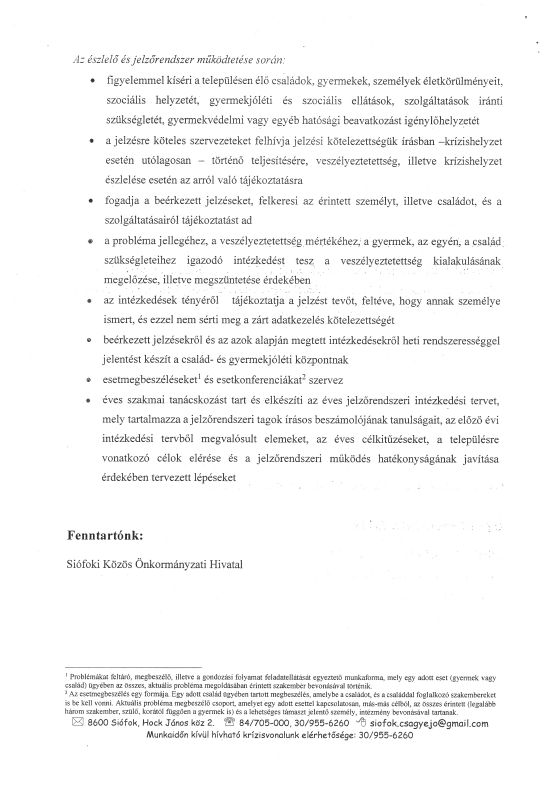 Az észlelő és jelzőrendszer működtetése során:
• figyelemmel kíséri a településen élő családok, gyermekek, személyek életkörülményeit,
szociális helyzetét, gyermekjóléti és szociális ellátások, szolgáltatások iránti
szükségletét, gyermekvédelmi vagy egyéb hatósági beavatkozást igénylőhelyzetét
• a jelzésre köteles szervezeteket felhívja jelzési kötelezettségük írásban –krízishelyzet
esetén utólagosan – történő teljesítésére, veszélyeztetettség, illetve krízishelyzet
észlelése esetén az arról való tájékoztatásra
• fogadja a beérkezett jelzéseket, felkeresi az érintett személyt, illetve családot, és a
szolgáltatásairól tájékoztatást ad
• a probléma jellegéhez, a veszélyeztetettség mértékéhez, a gyermek, az egyén, a család
szükségleteihez igazodó intézkedést tesz a veszélyeztetettség kialakulásának
megelőzése, illetve megszüntetése érdekében
• az intézkedések tényéről tájékoztatja a jelzést tevőt, feltéve, hogy annak személye
ismert, és ezzel nem sérti meg a zárt adatkezelés kötelezettségét
• beérkezett jelzésekről és az azok alapján megtett intézkedésekről heti rendszerességgel
jelentést készít a család- és gyermekjóléti központnak
• esetmegbeszéléseket¹ és esetkonferenciákat² szervez
• éves szakmai tanácskozást tart és elkészíti az éves jelzőrendszeri intézkedési tervet,
mely tartalmazza a jelzőrendszeri tagok írásos beszámolójának tanulságait, az előző évi
intézkedési tervből megvalósult elemeket, az éves célkitűzéseket, a településre
vonatkozó célok elérése és a jelzőrendszeri működés hatékonyságának javítása
érdekében tervezett lépéseket
Fenntartónk:
Siófoki Közös Önkormányzati Hivatal
¹ Problémákat feltáró, megbeszélő, illetve a gondozási folyamat feladatellátását egyeztető munkaforma, mely egy adott eset (gyermek vagy
család) ügyében az összes, aktuális probléma megoldásában érintett szakember bevonásával történik.
² Az esetmegbeszélés egy formája. Egy adott család ügyében tartott megbeszélés, amelybe a családot, és a családdal foglalkozó szakembereket
is be kell vonni. Aktuális probléma megbeszélő csoport, amelyet egy adott esettel kapcsolatosan, más-más célból, az összes érintett (legalább
három szakember, szülő, korától függően a gyermek is) és a lehetséges támaszt jelentő személy, intézmény bevonásával tartanak.
8600 Siófok, Hock János köz 2. 84/705-000, 30/955-6260 siofok.csagyejo@gmail.com
Munkaidőn kívül hívható krízisvonalunk elérhetősége: 30/955-6260